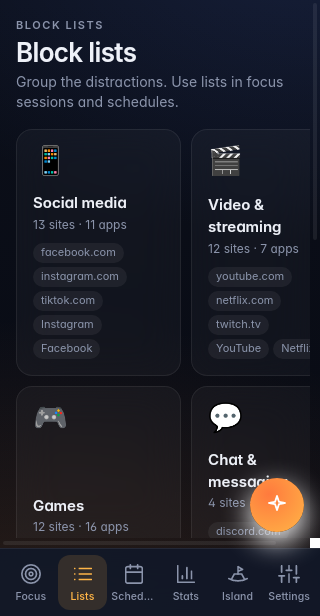 BLOCK LISTS
Block lists
Group the distractions. Use lists in focus
sessions and schedules.
Social media
13 sites · 11 apps
facebook.com
instagram.com
tiktok.com
Instagram
Facebook
Video &
streaming
12 sites · 7 apps
youtube.com
netflix.com
twitch.tv
YouTube
Games
12 sites · 16 apps
Chat &
4 sites
discord.com
Focus
Lists
Sched...
Stats
Island
Settings